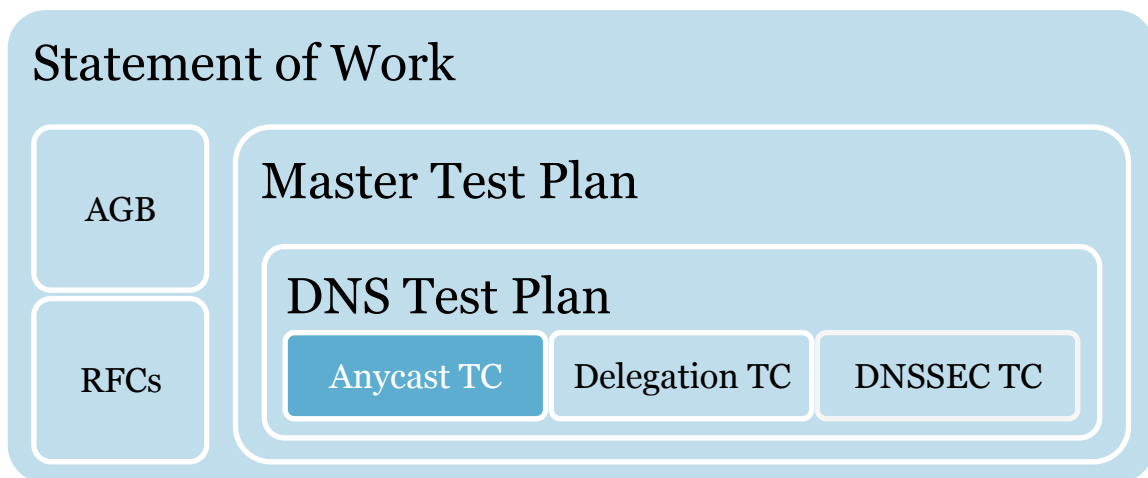 Statement of Work
AGB
RFCs
Master Test Plan
DNS Test Plan
Anycast TC
Delegation TC
DNSSEC TC